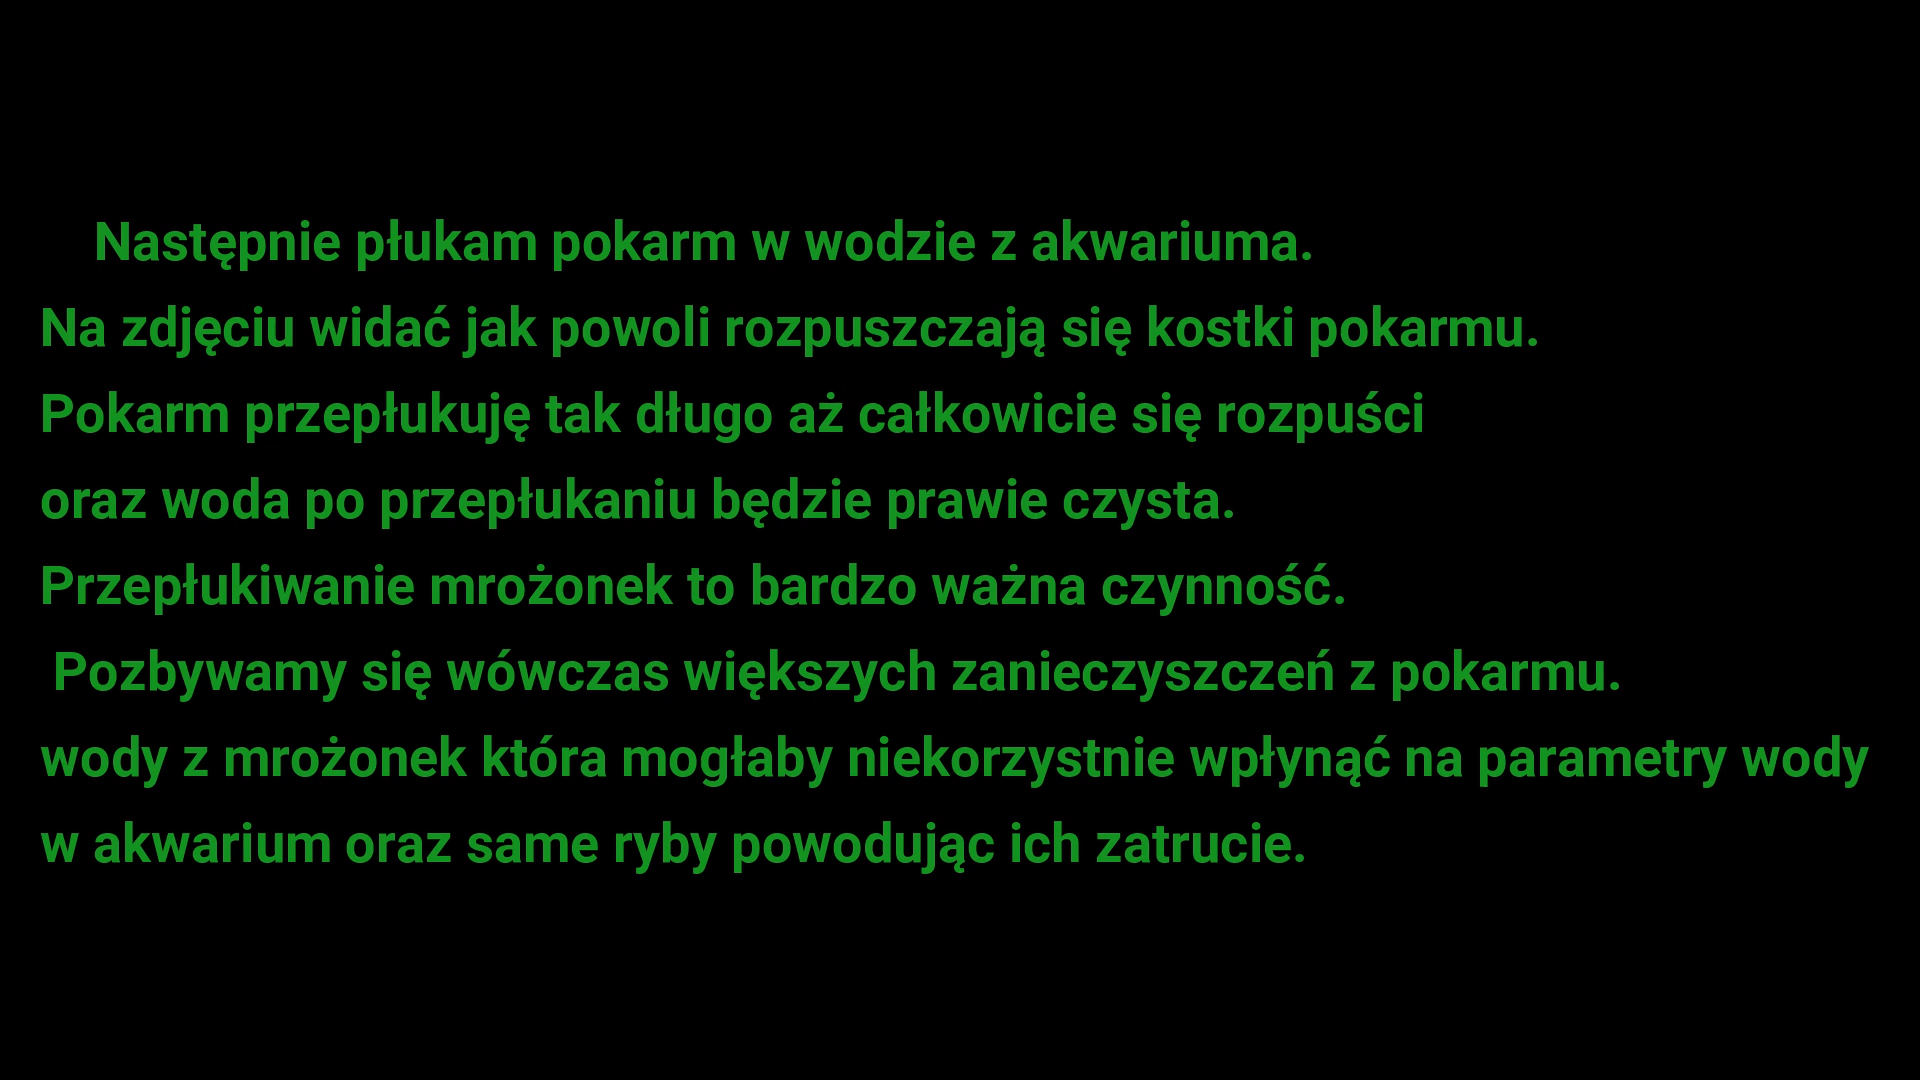 Następnie płukam pokarm w wodzie z akwariuma.
Na zdjęciu widać jak powoli rozpuszczają się kostki pokarmu.
Pokarm przepłukuję tak długo aż całkowicie się rozpuści
oraz woda po przepłukaniu będzie prawie czysta.
Przepłukiwanie mrożonek to bardzo ważna czynność.
Pozbywamy się wówczas większych zanieczyszczeń z pokarmu.
wody z mrożonek która mogłaby niekorzystnie wpłynąć na parametry wody
w akwarium oraz same ryby powodując ich zatrucie.